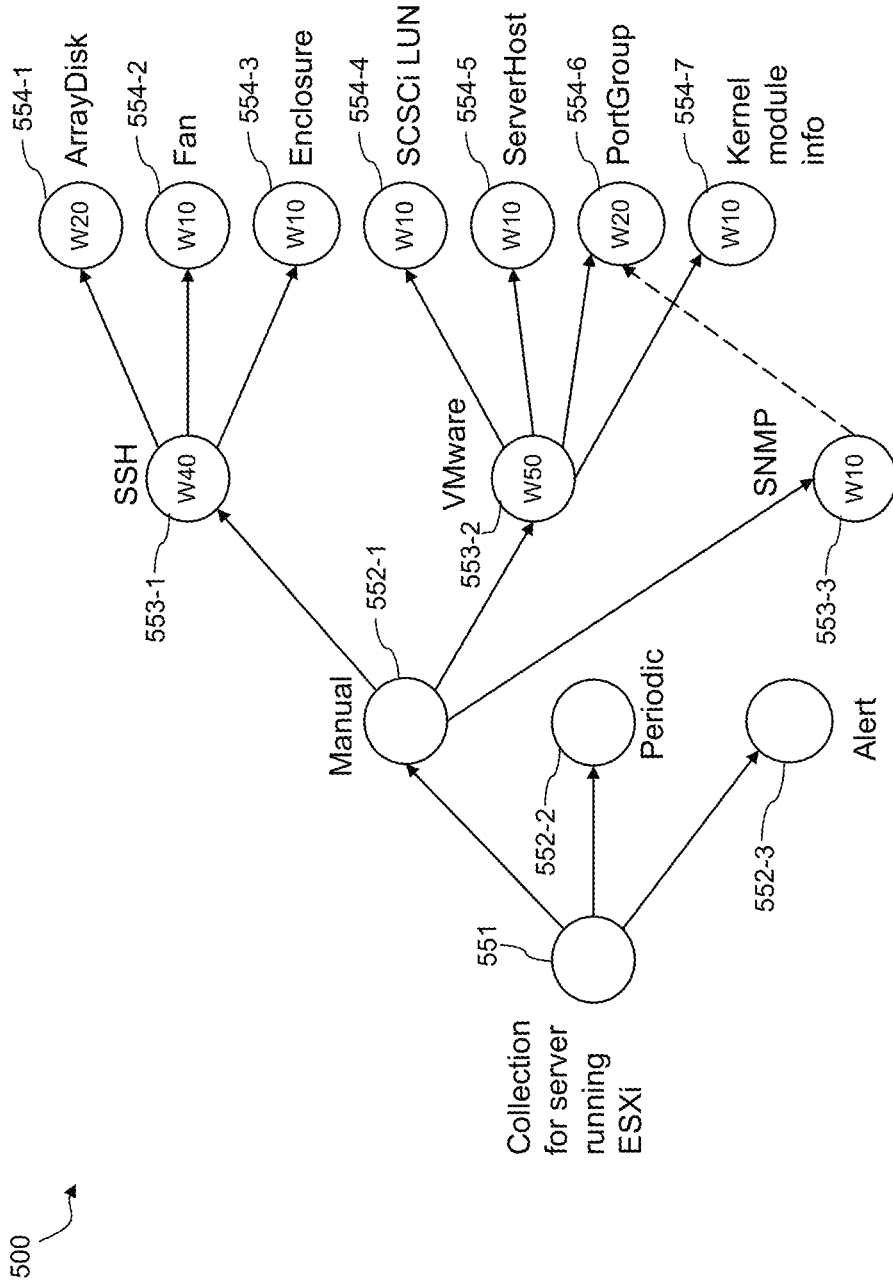 500
Collection
for server
running
ESXi
551
Manual
552-1
552-2
Periodic
552-3
Alert
SSH
W40
553-1
VMware
W50
553-2
SNMP
W10
553-3
W20
554-1
ArrayDisk
W10
554-2
Fan
W10
554-3
Enclosure
W10
554-4
SCSCi LUN
W10
554-5
ServerHost
W20
554-6
PortGroup
W10
554-7
Kernel
module
info